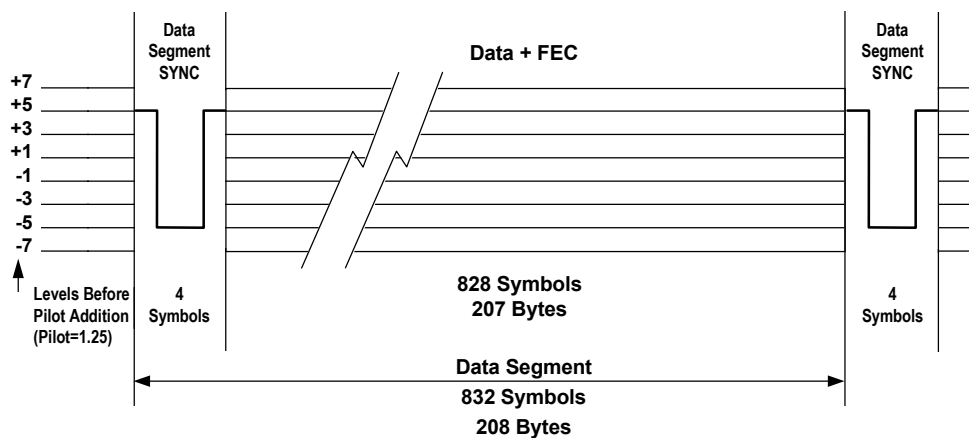 Data
Segment
SYNC
Data + FEC
Data
Segment
SYNC
+7
+5
+3
+1
-1
-3
-5
-7
Levels Before
Pilot Addition
(Pilot=1.25)
4
Symbols
828 Symbols
207 Bytes
4
Symbols
Data Segment
832 Symbols
208 Bytes